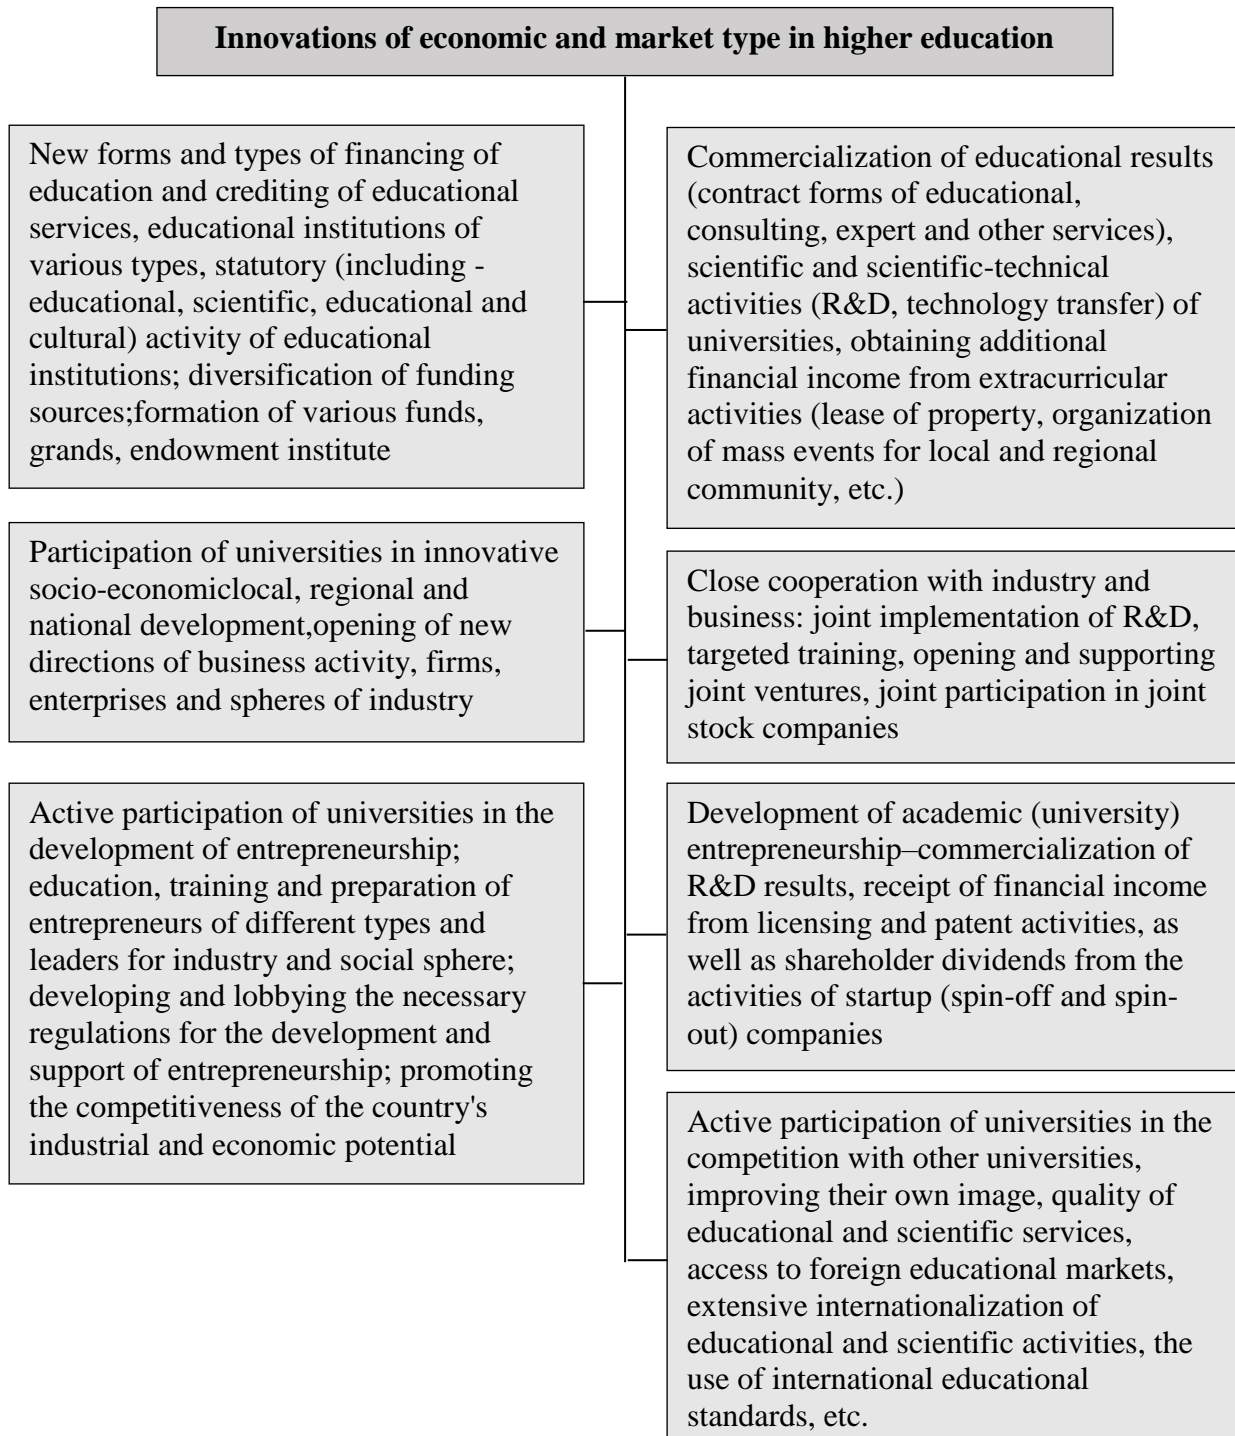 Innovations of economic and market type in higher education
New forms and types of financing of
education and crediting of educational
services, educational institutions of
various types, statutory (including -
educational, scientific, educational and
cultural) activity of educational
institutions; diversification of funding
sources;formation of various funds,
grands, endowment institute
Commercialization of educational results
(contract forms of educational,
consulting, expert and other services),
scientific and scientific-technical
activities (R&D, technology transfer) of
universities, obtaining additional
financial income from extracurricular
activities (lease of property, organization
of mass events for local and regional
community, etc.)
Participation of universities in innovative
socio-economiclocal, regional and
national development,opening of new
directions of business activity, firms,
enterprises and spheres of industry
Close cooperation with industry and
business: joint implementation of R&D,
targeted training, opening and supporting
joint ventures, joint participation in joint
stock companies
Active participation of universities in the
development of entrepreneurship;
education, training and preparation of
entrepreneurs of different types and
leaders for industry and social sphere;
developing and lobbying the necessary
regulations for the development and
support of entrepreneurship; promoting
the competitiveness of the country's
industrial and economic potential
Development of academic (university)
entrepreneurship–commercialization of
R&D results, receipt of financial income
from licensing and patent activities, as
well as shareholder dividends from the
activities of startup (spin-off and spin-
out) companies
Active participation of universities in the
competition with other universities,
improving their own image, quality of
educational and scientific services,
access to foreign educational markets,
extensive internationalization of
educational and scientific activities, the
use of international educational
standards, etc.